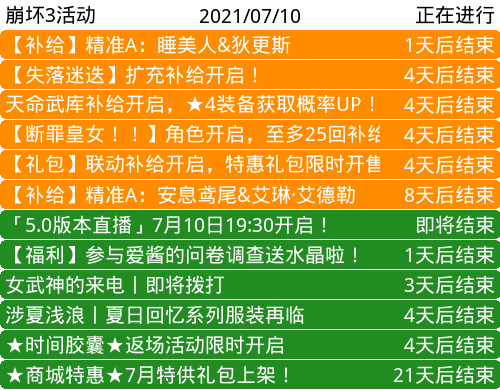 崩坏3活动 2021/07/10 正在进行
【补给】精准A：睡美人&狄更斯 1天后结束
【失落迷迭】扩充补给开启！ 4天后结束
天命武库补给开启，★4装备获取概率UP！ 4天后结束
【断罪皇女！！】角色开启，至多25回补给 4天后结束
【礼包】联动补给开启，特惠礼包限时开售 4天后结束
【补给】精准A：安息鸢尾&艾琳·艾德勒 8天后结束
「5.0版本直播」7月10日19:30开启！ 即将结束
【福利】参与爱酱的问卷调查送水晶啦！ 1天后结束
女武神的来电丨即将拨打 3天后结束
涉夏浅浪丨夏日回忆系列服装再临 4天后结束
★时间胶囊★返场活动限时开启 4天后结束
★商城特惠★7月特供礼包上架！ 21天后结束